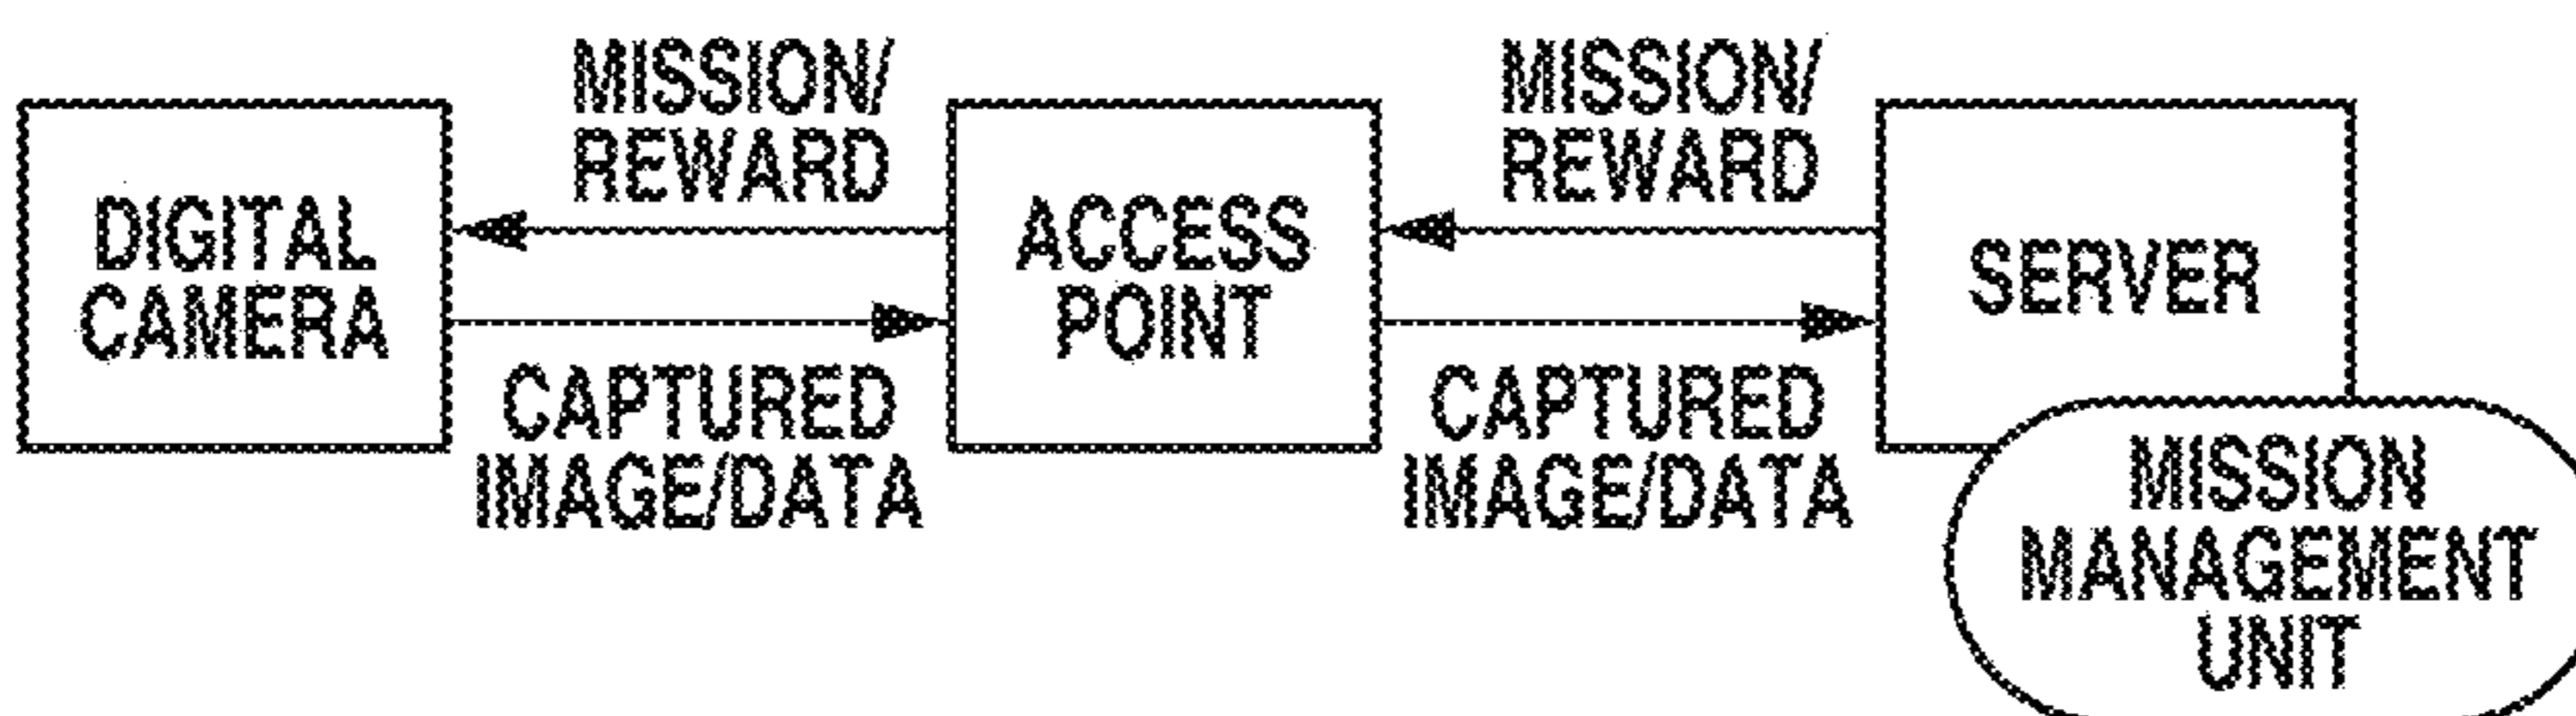 DIGITAL
CAMERA
MISSION/
REWARD
CAPTURED
IMAGE/DATA
ACCESS
POINT
MISSION/
REWARD
CAPTURED
IMAGE/DATA
SERVER
MISSION
MANAGEMENT
UNIT